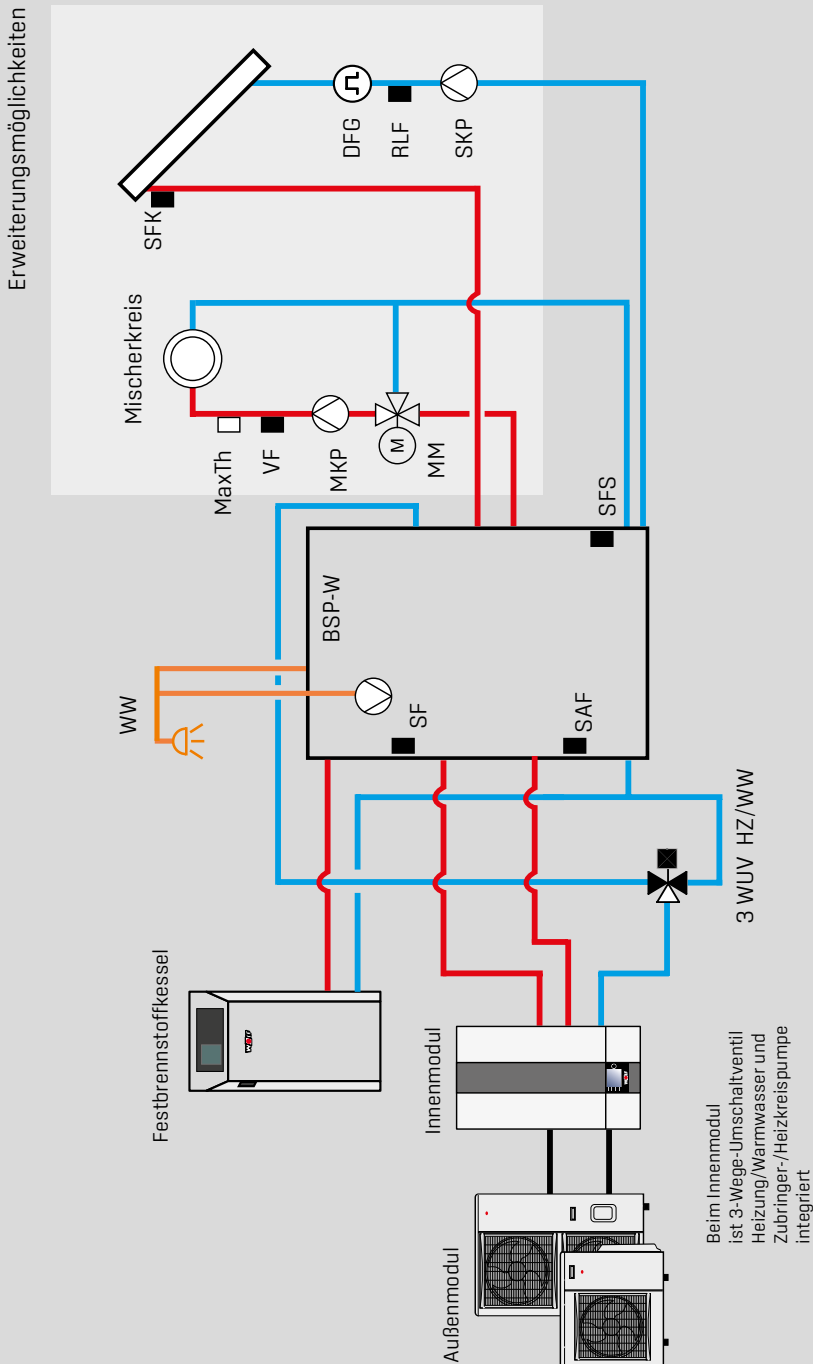 Erweiterungsmöglichkeiten
DFG
RLF
SKP
SFK
Mischerkreis
MaxTh
VF
MKP
M
MM
SFS
BSP-W
WW
SF
SAF
3 WUV HZ/WW
Festbrennstoffkessel
Innenmodul
Außenmodul
Beim Innenmodul
ist 3-Wege-Umschaltventil
Heizung/Warmwasser und
Zubringer-/Heizkreispumpe
integriert